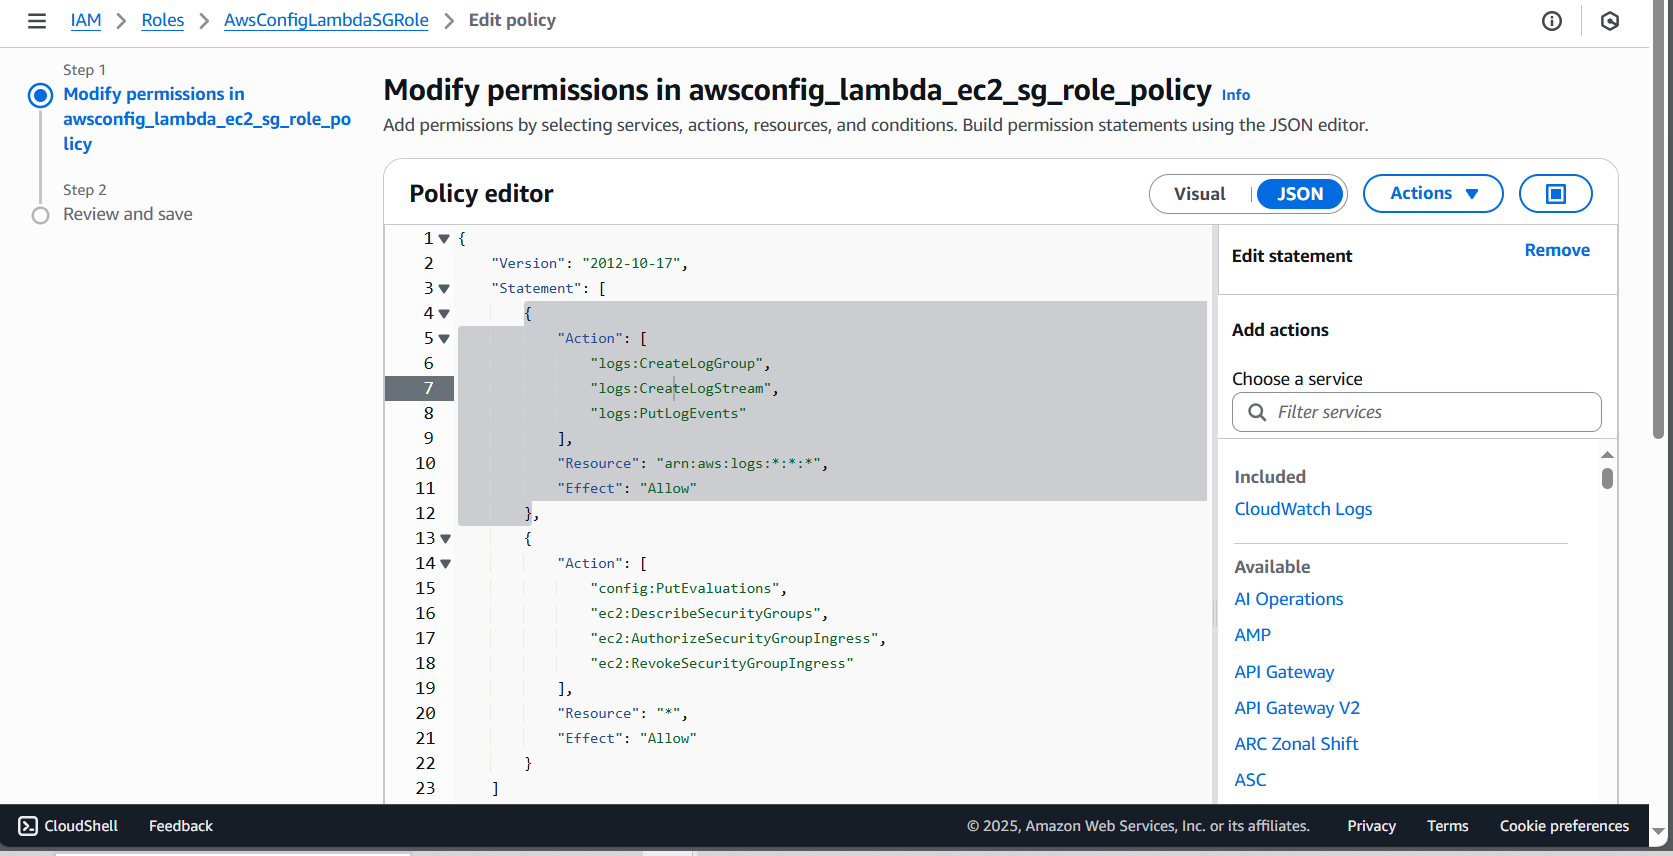 IAM > Roles > AwsConfigLambdaSGRole > Edit policy
Step 1
Modify permissions in
awsconfig_lambda_ec2_sg_role_po
licy
Step 2
Review and save
Modify permissions in awsconfig_lambda_ec2_sg_role_policy Info
Add permissions by selecting services, actions, resources, and conditions. Build permission statements using the JSON editor.
Policy editor
Visual JSON Actions
1 {
2 "Version": "2012-10-17",
3 "Statement": [
4 {
5 "Action": [
6 "logs:CreateLogGroup",
7 "logs:CreateLogStream",
8 "logs:PutLogEvents"
9 ],
10 "Resource": "arn:aws:logs:*:*:*",
11 "Effect": "Allow"
12 },
13 {
14 "Action": [
15 "config:PutEvaluations",
16 "ec2:DescribeSecurityGroups",
17 "ec2:AuthorizeSecurityGroupIngress",
18 "ec2:RevokeSecurityGroupIngress"
19 ],
20 "Resource": "*",
21 "Effect": "Allow"
22 }
23 ]
Edit statement Remove
Add actions
Choose a service
Filter services
Included
CloudWatch Logs
Available
AI Operations
AMP
API Gateway
API Gateway V2
ARC Zonal Shift
ASC
CloudShell Feedback © 2025, Amazon Web Services, Inc. or its affiliates. Privacy Terms Cookie preferences